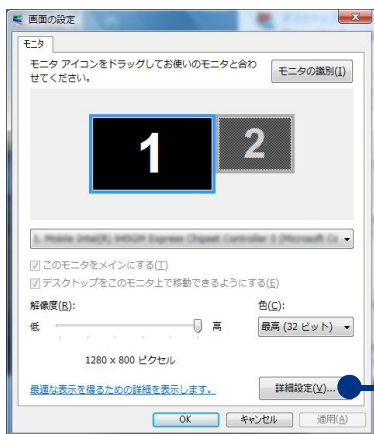 画面の設定
モニタ
モニタ アイコンをドラッグしてお使いのモニタと合わ
せてください。
モニタの識別(I)
1
2
このモニタをメインにする(T)
デスクトップをこのモニタ上で移動できるようにする(E)
解像度(R):
低
高
1280 x 800 ピクセル
色(C):
最高 (32 ビット)
最適な表示を得るための詳細を表示します。
詳細設定(V)...
OK
キャンセル
適用(A)